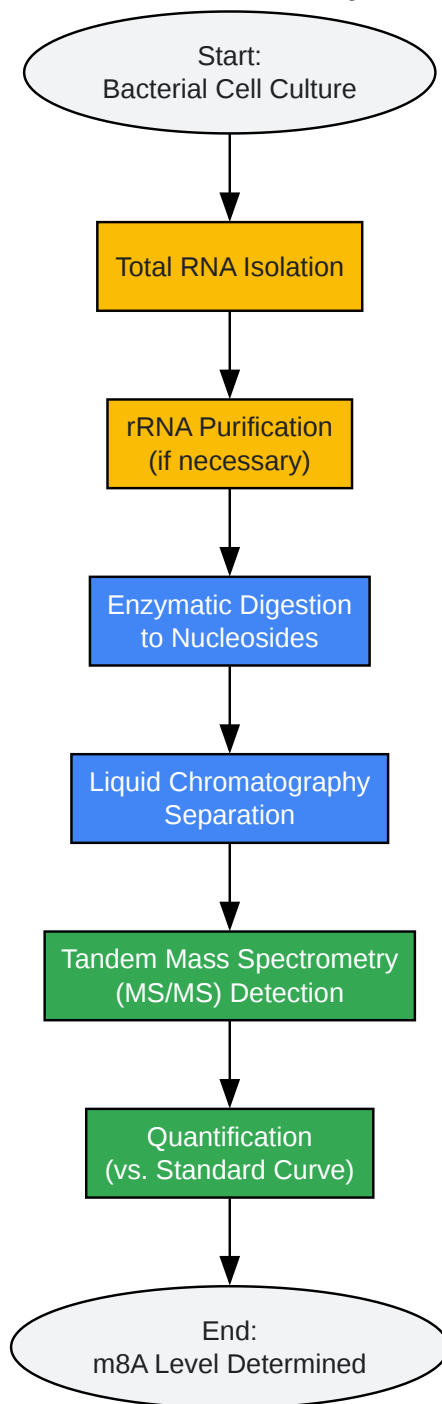 Start:
Bacterial Cell Culture
Total RNA Isolation
rRNA Purification
(if necessary)
Enzymatic Digestion
to Nucleosides
Liquid Chromatography
Separation
Tandem Mass Spectrometry
(MS/MS) Detection
Quantification
(vs. Standard Curve)
End:
m8A Level Determined